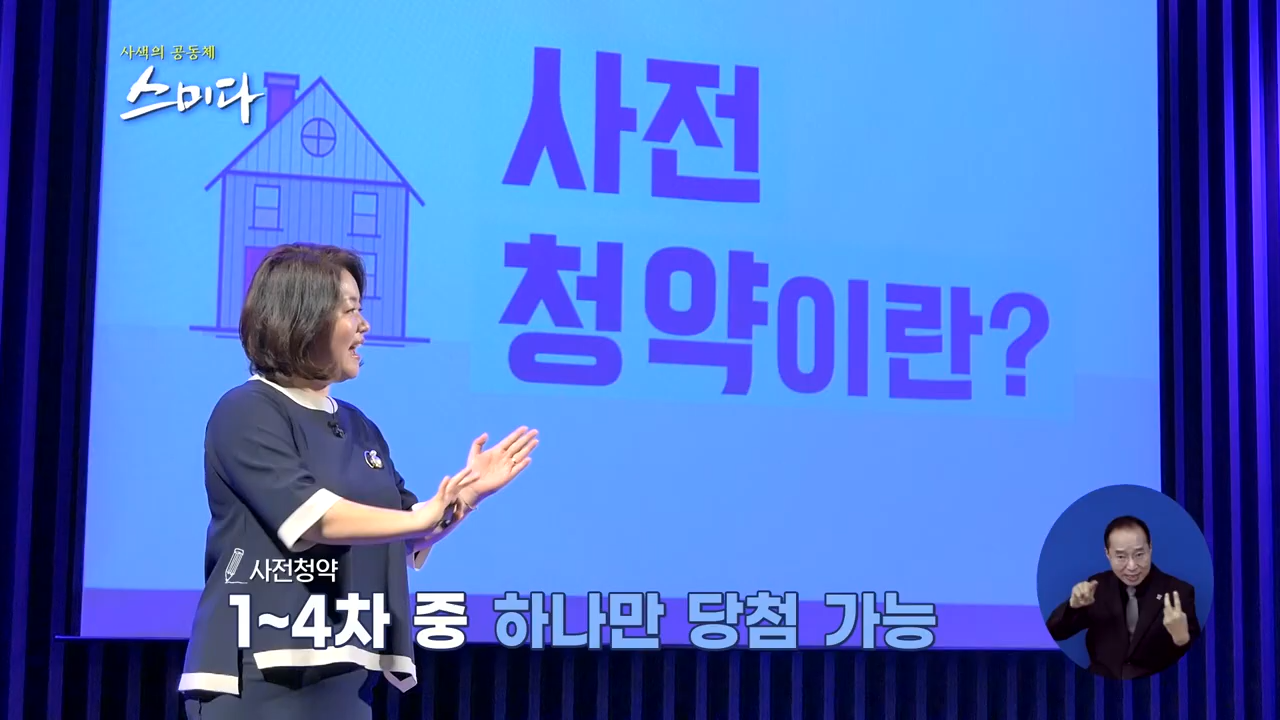 사색의 공동체
스미다
사전
청약이란?
사전청약
1~4차 중 하나만 당첨 가능